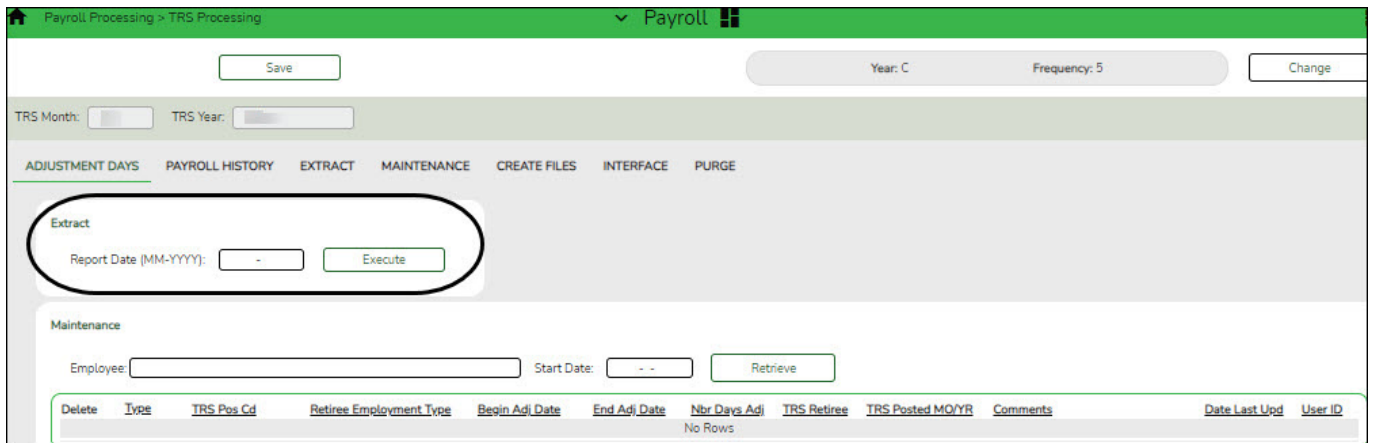 Payroll Processing > TRS Processing
Payroll
Save
Year: C
Frequency: 5
Change
TRS Month:
TRS Year:
ADJUSTMENT DAYS PAYROLL HISTORY EXTRACT MAINTENANCE CREATE FILES INTERFACE PURGE
Extract
Report Date (MM-YYYY): - Execute
Maintenance
Employee: Start Date: - - Retrieve
Delete Type TRS Pos Cd Retiree Employment Type Begin Adj Date End Adj Date Nbr Days Adj TRS Retiree TRS Posted MO/YR Comments Date Last Upd User ID
No Rows